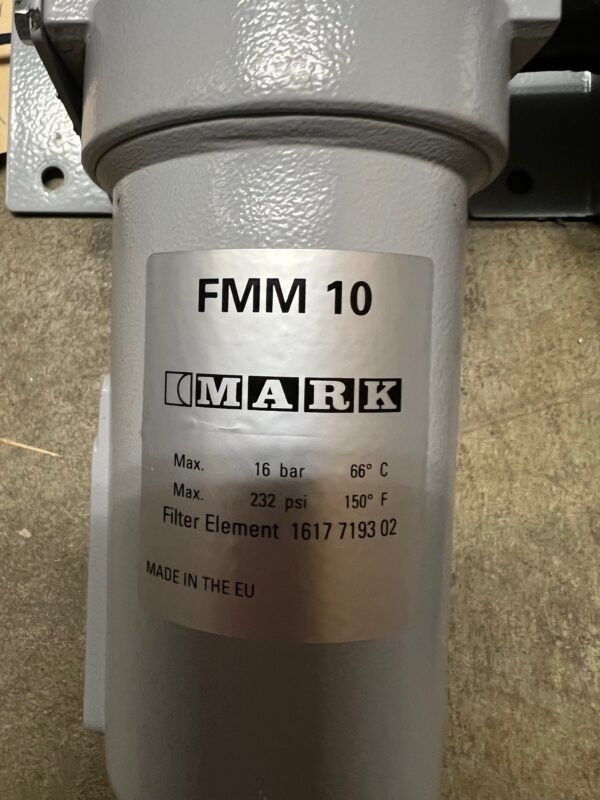 FMM 10
MARK
Max. 16 bar 66° C
Max. 232 psi 150° F
Filter Element 1617 7193 02
MADE IN THE EU